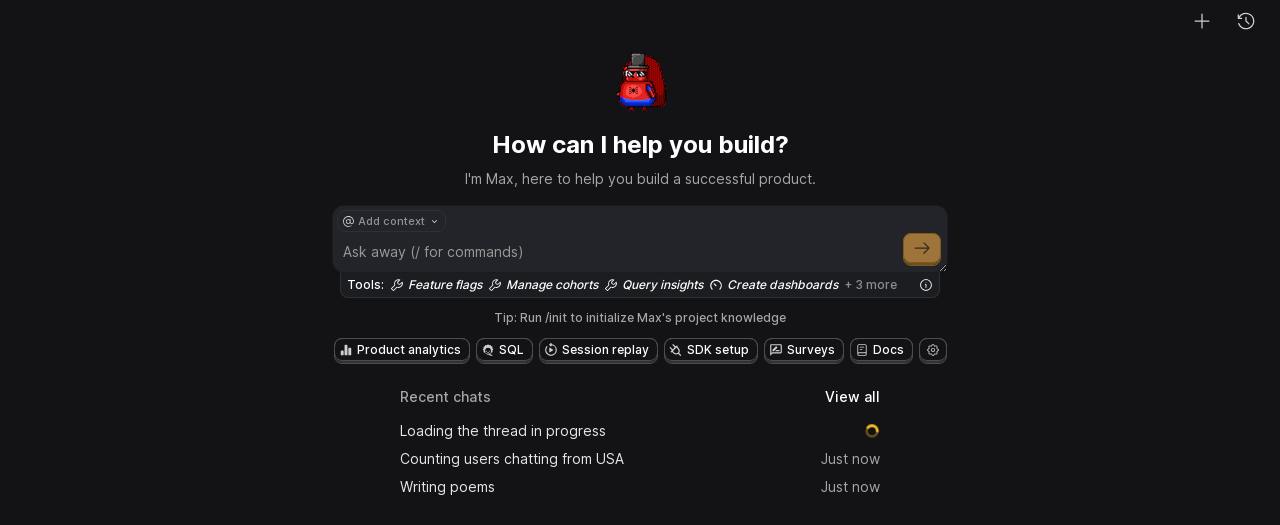 How can I help you build?
I'm Max, here to help you build a successful product.
@ Add context
Ask away (/ for commands)
Tools: Feature flags Manage cohorts Query insights Create dashboards + 3 more
Tip: Run /init to initialize Max's project knowledge
Product analytics SQL Session replay SDK setup Surveys Docs
Recent chats View all
Loading the thread in progress
Counting users chatting from USA Just now
Writing poems Just now